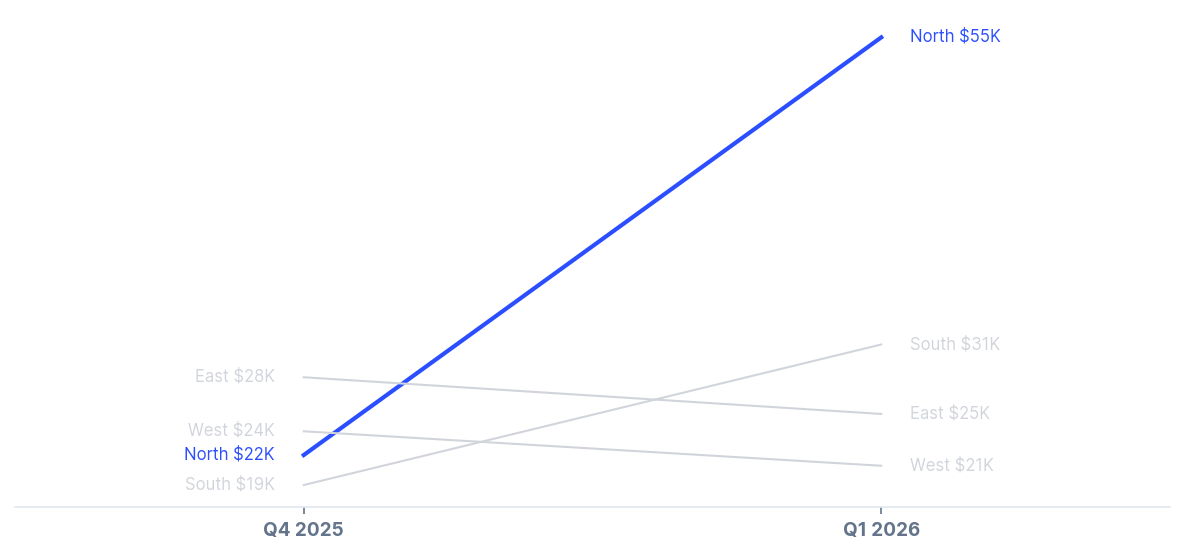 North $55K
South $31K
East $28K
East $25K
West $24K
North $22K
West $21K
South $19K
Q4 2025
Q1 2026